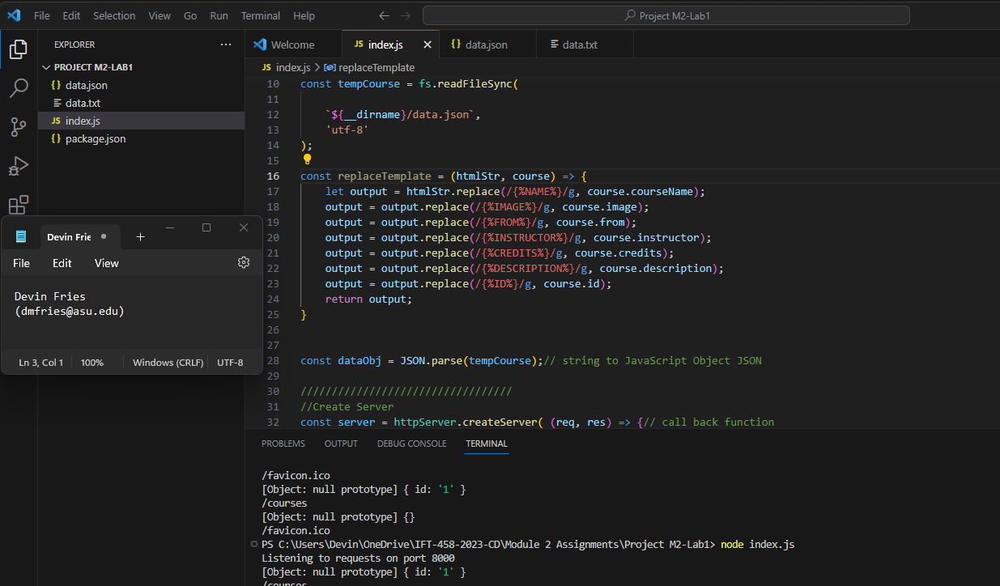 File Edit Selection View Go Run Terminal Help
Project M2-Lab1
EXPLORER
PROJECT M2-LAB1
{} data.json
data.txt
JS index.js
{} package.json
Welcome
JS index.js
{} data.json
data.txt
JS index.js > replaceTemplate
10 const tempCourse = fs.readFileSync(
11
12 `${__dirname}/data.json`,
13 'utf-8'
14 );
15
16 const replaceTemplate = (htmlStr, course) => {
17 let output = htmlStr.replace(/{%NAME%}/g, course.courseName);
18 output = output.replace(/{%IMAGE%}/g, course.image);
19 output = output.replace(/{%FROM%}/g, course.from);
20 output = output.replace(/{%INSTRUCTOR%}/g, course.instructor);
21 output = output.replace(/{%CREDITS%}/g, course.credits);
22 output = output.replace(/{%DESCRIPTION%}/g, course.description);
23 output = output.replace(/{%ID%}/g, course.id);
24 return output;
25 }
26
27
28 const dataObj = JSON.parse(tempCourse);// string to JavaScript Object JSON
29
30 //////////////////////////////////
31 //Create Server
32 const server = httpServer.createServer( (req, res) => {// call back function
Devin Frie
File Edit View
Devin Fries
(dmfries@asu.edu)
Ln 3, Col 1 100% Windows (CRLF) UTF-8
PROBLEMS OUTPUT DEBUG CONSOLE TERMINAL
/favicon.ico
[Object: null prototype] { id: '1' }
/courses
[Object: null prototype] {}
/favicon.ico
PS C:\Users\Devin\OneDrive\IFT-458-2023-CD\Module 2 Assignments\Project M2-Lab1> node index.js
Listening to requests on port 8000
[Object: null prototype] { id: '1' }
/courses